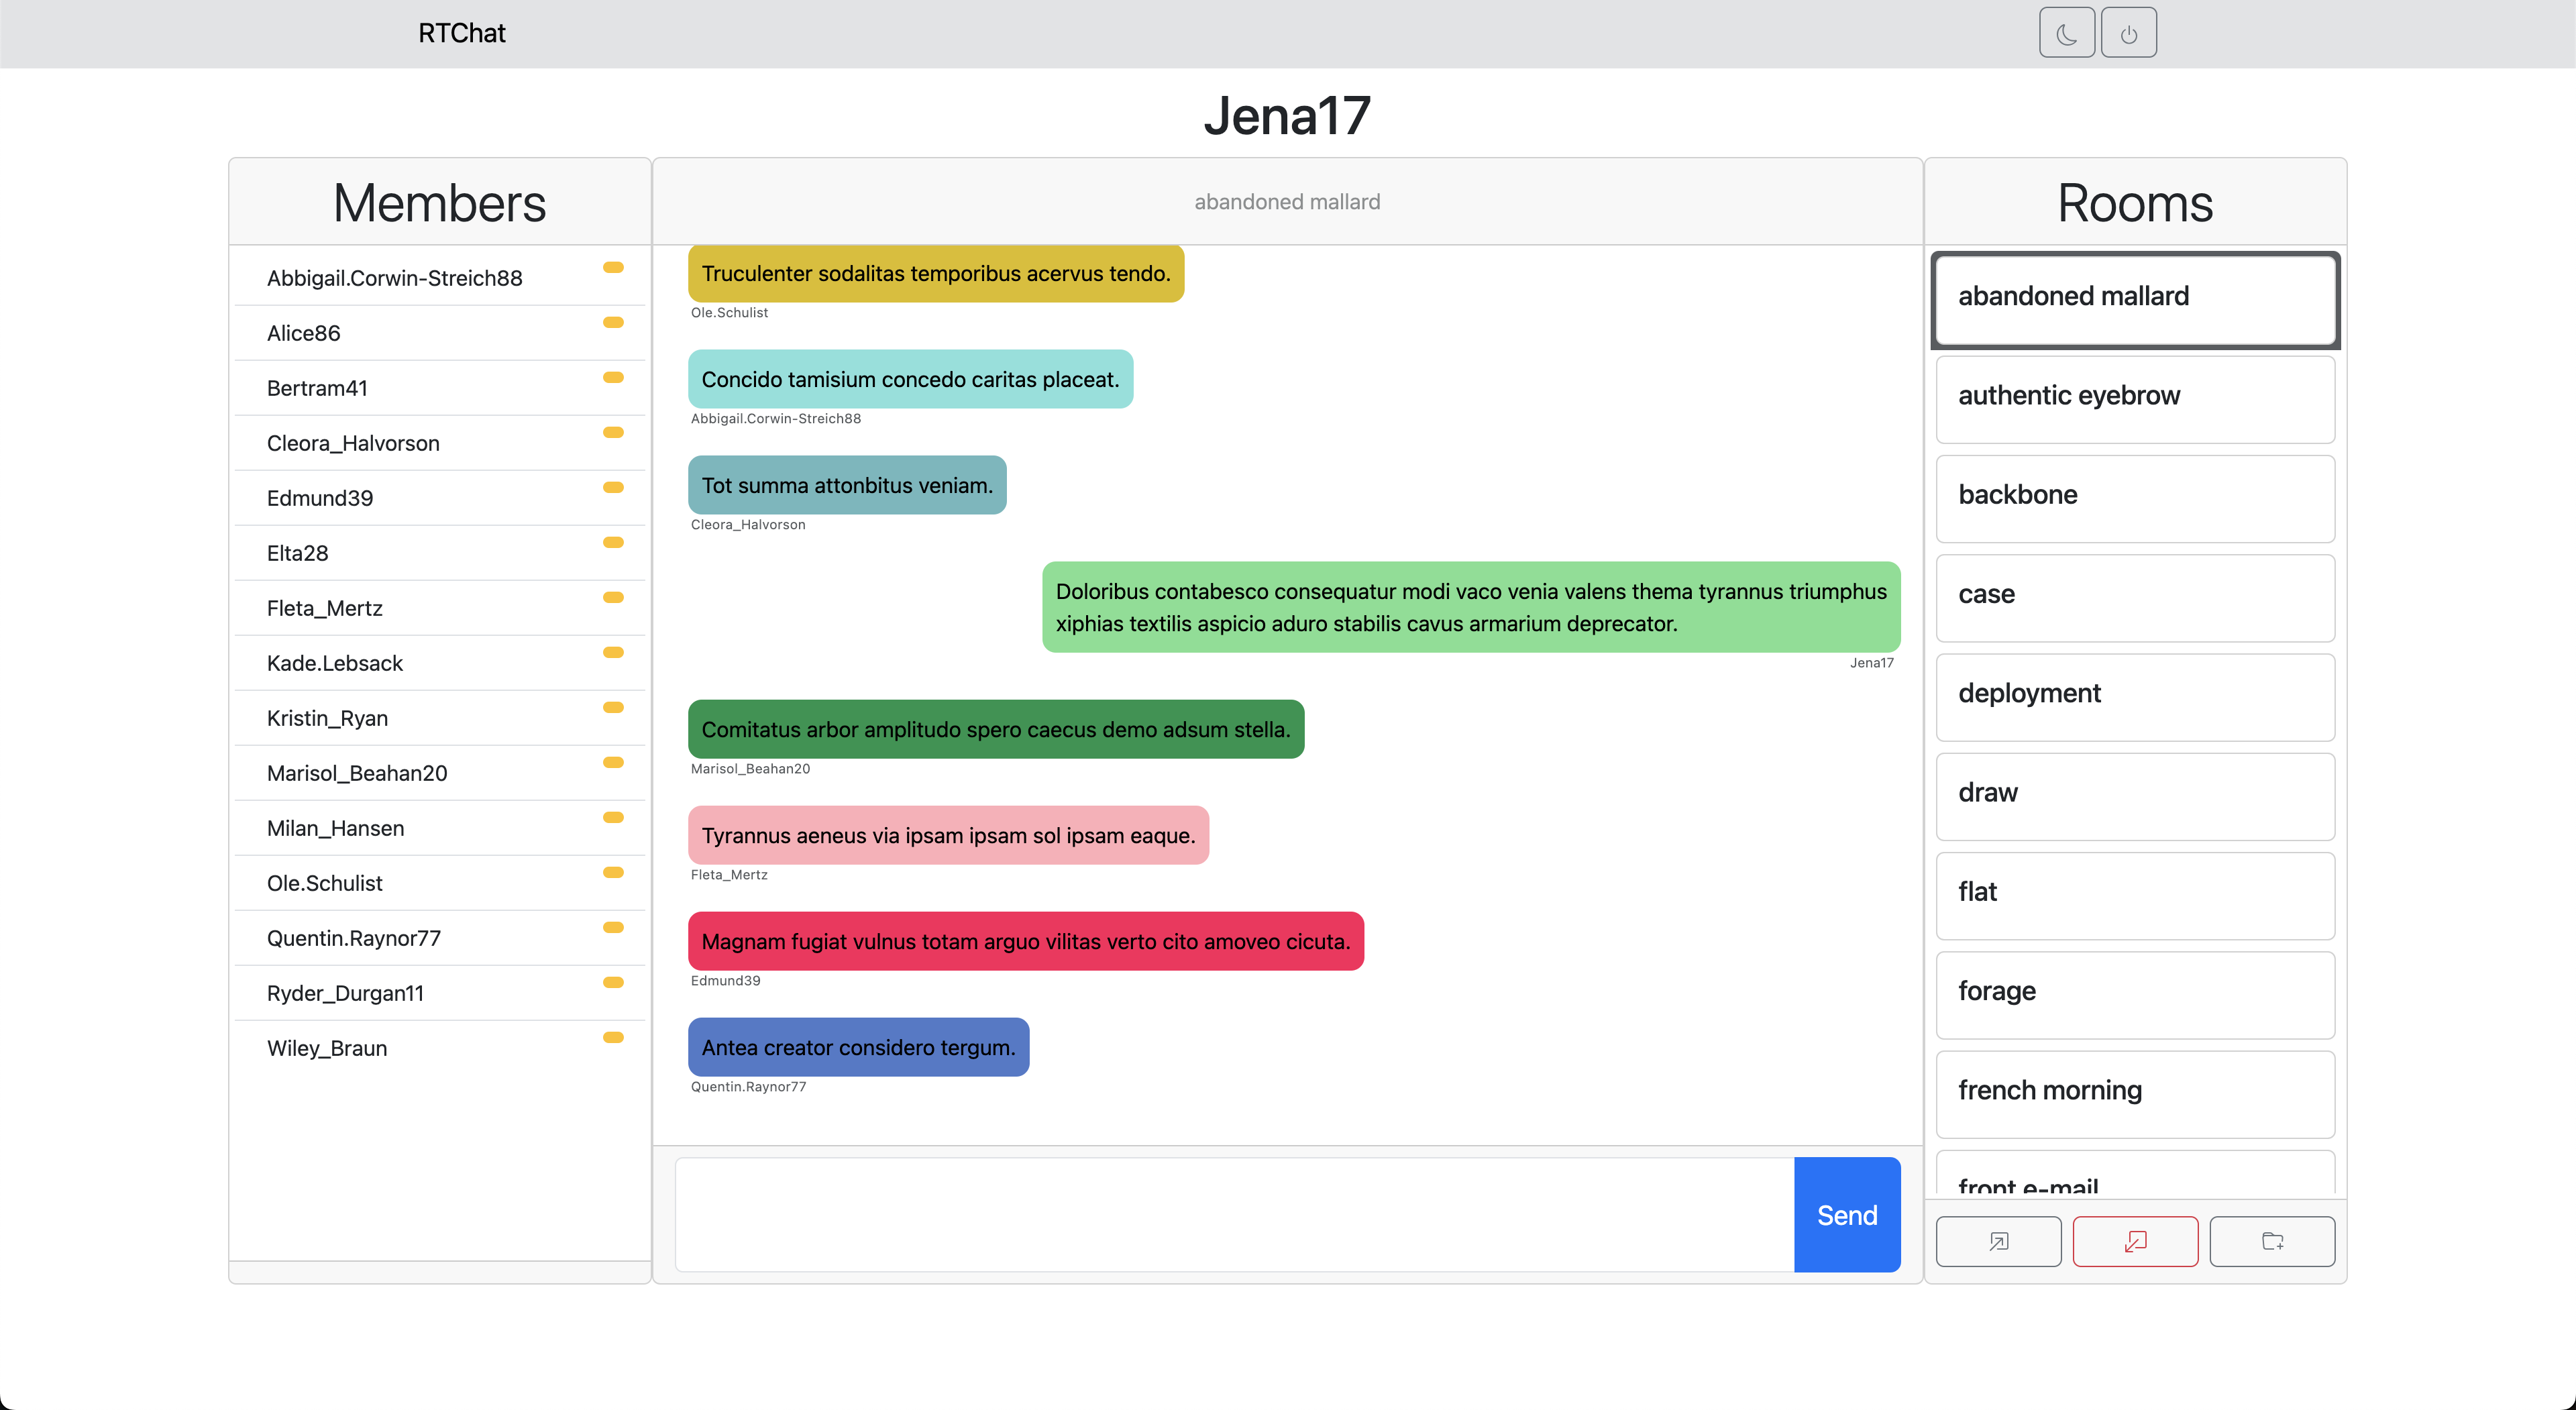 RTChat
Jena17
Members
Abbigail.Corwin-Streich88
Alice86
Bertram41
Cleora_Halvorson
Edmund39
Elta28
Fleta_Mertz
Kade.Lebsack
Kristin_Ryan
Marisol_Beahan20
Milan_Hansen
Ole.Schulist
Quentin.Raynor77
Ryder_Durgan11
Wiley_Braun
abandoned mallard
Truculenter sodalitas temporibus acervus tendo.
Ole.Schulist
Concido tamisium concedo caritas placeat.
Abbigail.Corwin-Streich88
Tot summa attonbitus veniam.
Cleora_Halvorson
Doloribus contabesco consequatur modi vaco venia valens thema tyrannus triumphus
xiphias textilis aspicio aduro stabilis cavus armarium deprecator.
Jena17
Comitatus arbor amplitudo spero caecus demo adsum stella.
Marisol_Beahan20
Tyrannus aeneus via ipsam ipsam sol ipsam eaque.
Fleta_Mertz
Magnam fugiat vulnus totam arguo vilitas verto cito amoveo cicuta.
Edmund39
Antea creator considero tergum.
Quentin.Raynor77
Send
Rooms
abandoned mallard
authentic eyebrow
backbone
case
deployment
draw
flat
forage
french morning
front e-mail